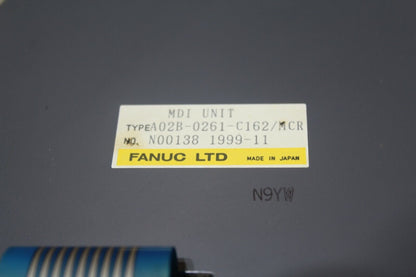 MDI UNIT
TYPE A02B-0261-C162/MCR
NO. N00138 1999-11
FANUC LTD MADE IN JAPAN
N9YW